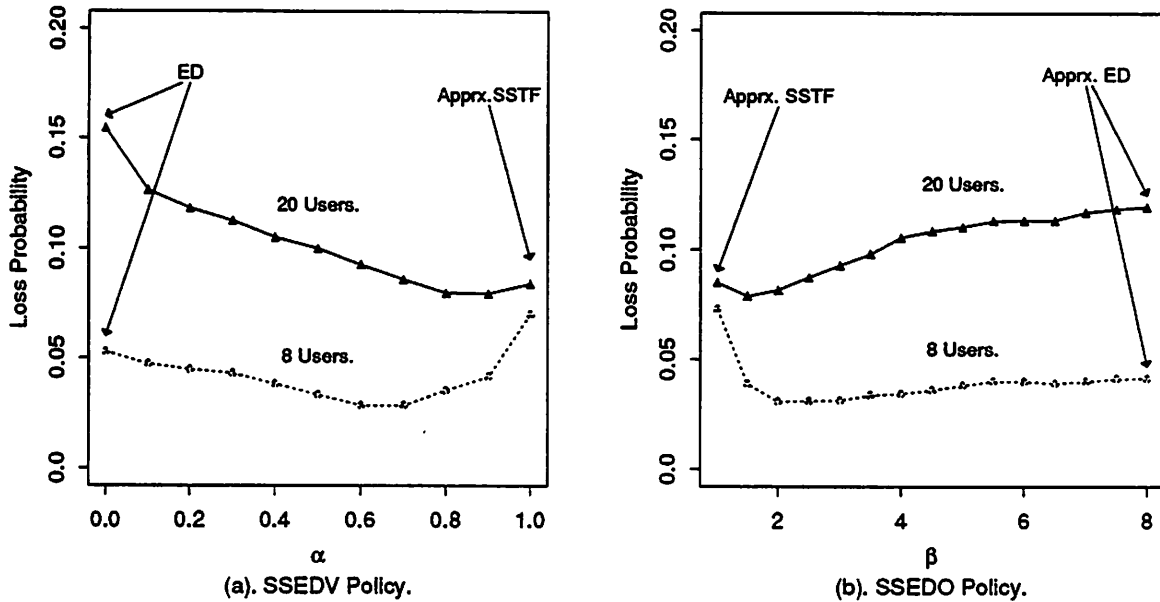 0.20
0.15
0.10
0.05
0.0
Loss Probability
ED
Apprx.SSTF
20 Users.
8 Users.
0.0 0.2 0.4 0.6 0.8 1.0
α
(a). SSEDV Policy.
0.20
0.15
0.10
0.05
0.0
Loss Probability
Apprx. SSTF
Apprx. ED
20 Users.
8 Users.
2 4 6 8
β
(b). SSEDO Policy.